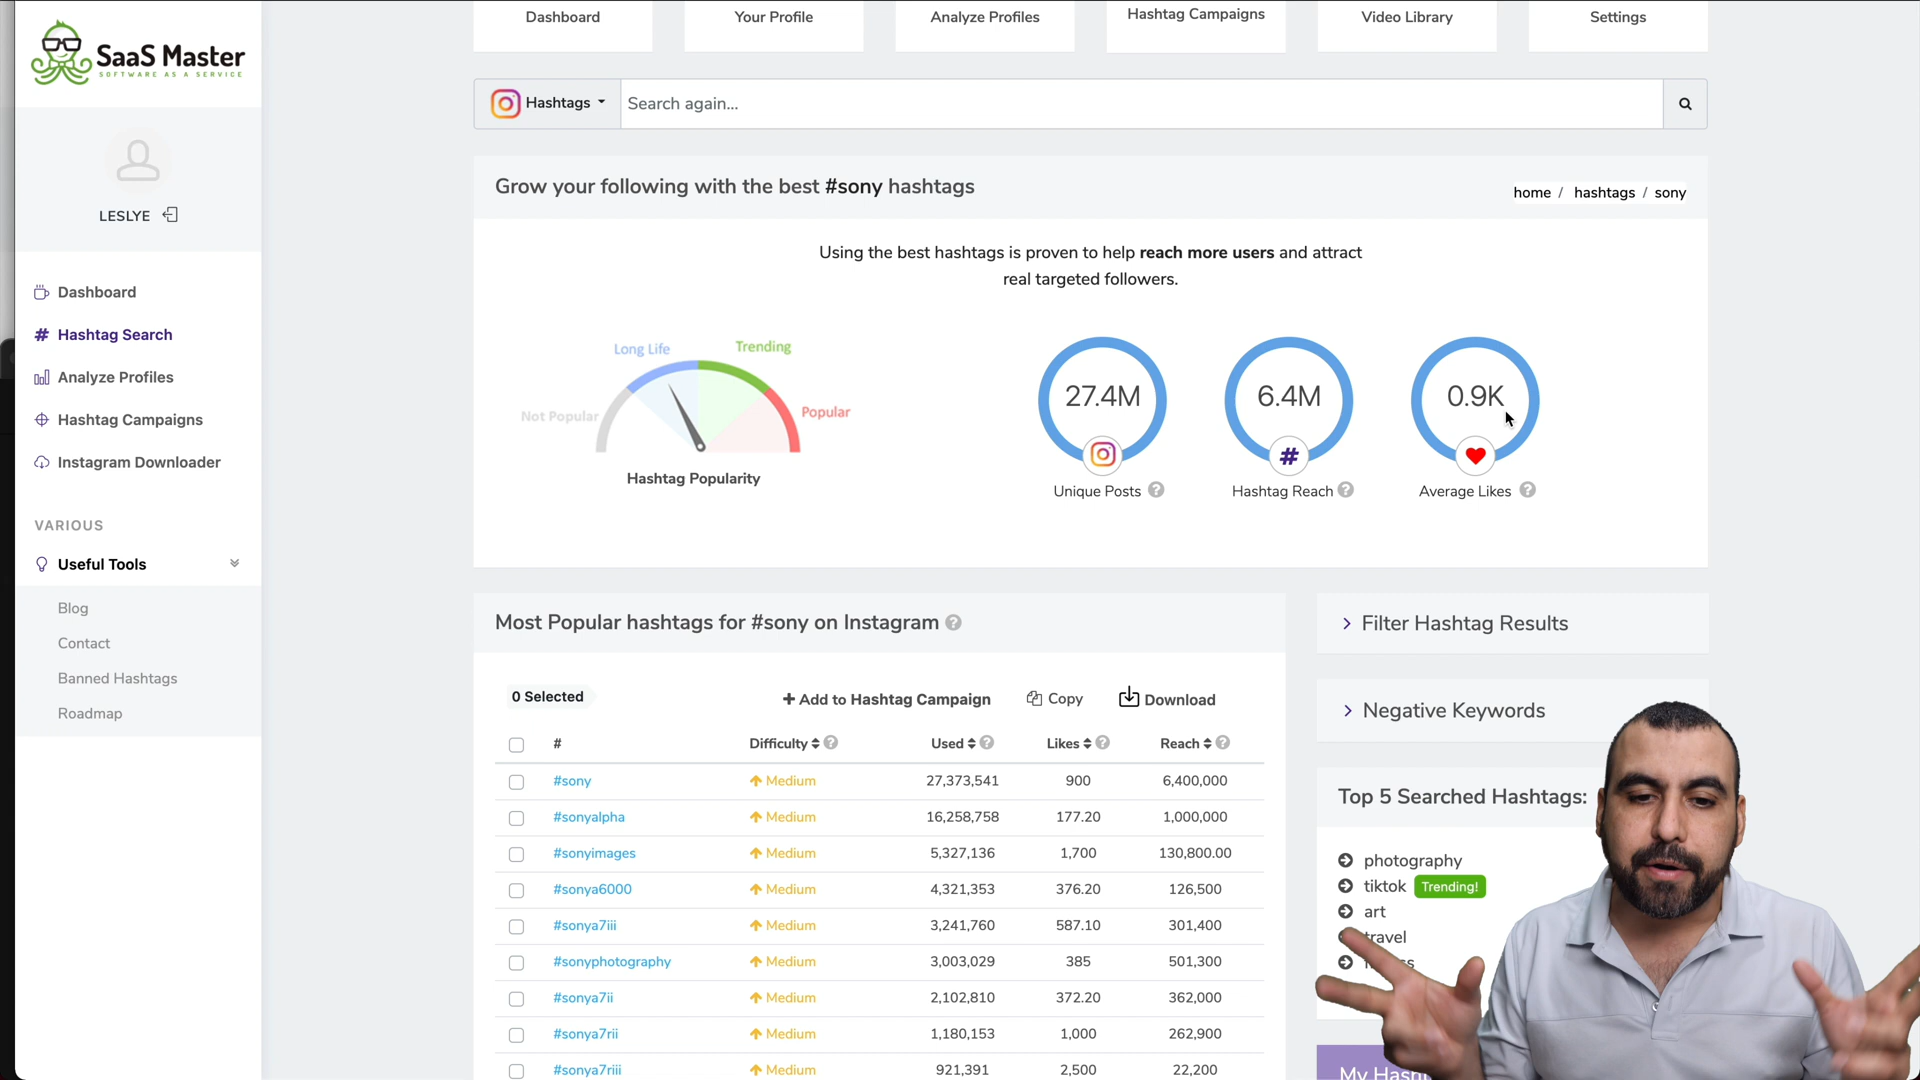 Dashboard
Your Profile
Analyze Profiles
Hashtag Campaigns
Video Library
Settings
SaaS Master
SOFTWARE AS A SERVICE
LESLYE
Dashboard
Hashtag Search
Analyze Profiles
Hashtag Campaigns
Instagram Downloader
VARIOUS
Useful Tools
Blog
Contact
Banned Hashtags
Roadmap
Hashtags
Search again...
Grow your following with the best #sony hashtags
home / hashtags / sony
Using the best hashtags is proven to help reach more users and attract
real targeted followers.
Not Popular
Long Life
Trending
Popular
Hashtag Popularity
27.4M
Unique Posts ?
6.4M
#
Hashtag Reach ?
0.9K
Average Likes ?
Most Popular hashtags for #sony on Instagram ?
0 Selected
+ Add to Hashtag Campaign
Copy
Download
# Difficulty ? Used ? Likes ? Reach ?
#sony Medium 27,373,541 900 6,400,000
#sonyalpha Medium 16,258,758 177.20 1,000,000
#sonyimages Medium 5,327,136 1,700 130,800.00
#sonya6000 Medium 4,321,353 376.20 126,500
#sonya7iii Medium 3,241,760 587.10 301,400
#sonyphotography Medium 3,003,029 385 501,300
#sonya7ii Medium 2,102,810 372.20 362,000
#sonya7rii Medium 1,180,153 1,000 262,900
#sonya7riii Medium 921,391 2,500 22,200
Filter Hashtag Results
Negative Keywords
Top 5 Searched Hashtags:
photography
tiktok Trending!
art
travel
My